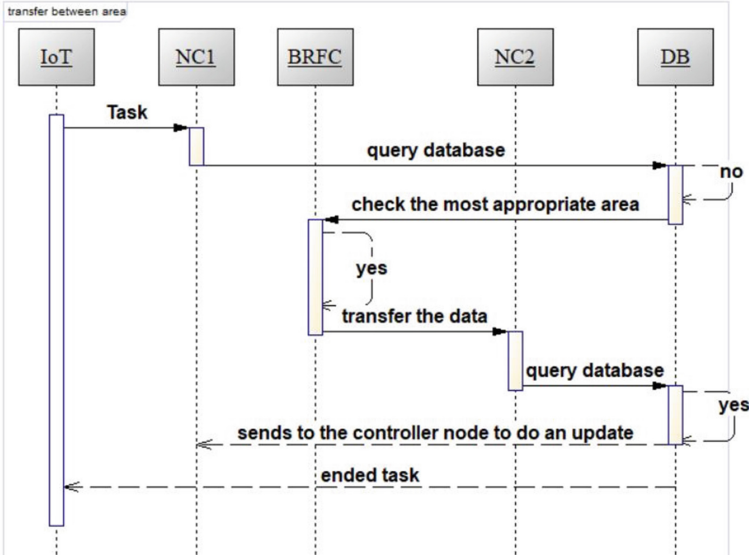 transfer between area
IoT NC1 BRFC NC2 DB
Task
query database
no
check the most appropriate area
yes
transfer the data
query database
yes
sends to the controller node to do an update
ended task